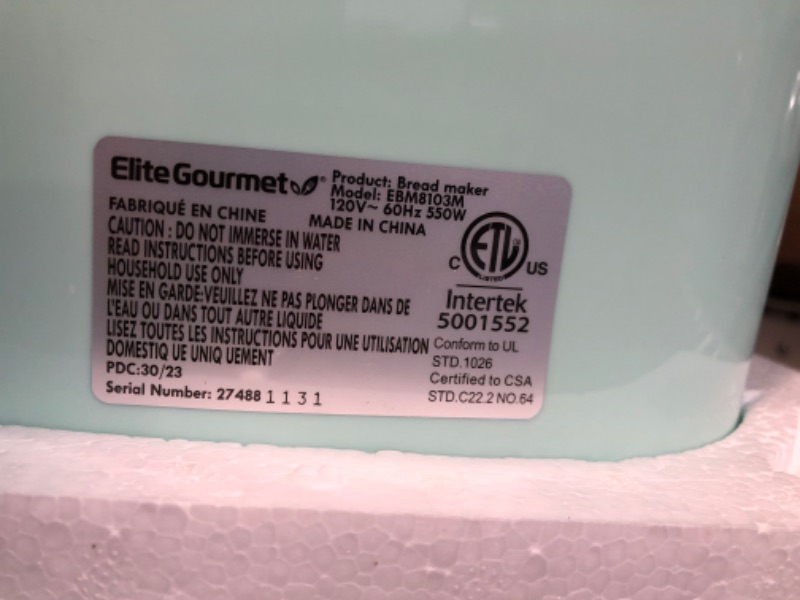 EliteGourmet
Product: Bread maker
Model: EBM8103M
120V~ 60Hz 550W
FABRIQUÉ EN CHINE
MADE IN CHINA
CAUTION : DO NOT IMMERSE IN WATER
READ INSTRUCTIONS BEFORE USING
HOUSEHOLD USE ONLY
MISE EN GARDE:VEUILLEZ NE PAS PLONGER DANS DE
L'EAU OU DANS TOUT AUTRE LIQUIDE
LISEZ TOUTES LES INSTRUCTIONS POUR UNE UTILISATION
DOMESTIQ UE UNIQ UEMENT
PDC:30/23
Serial Number: 27488 1 1 3 1
ETL
LISTED
C US
Intertek
5001552
Conform to UL
STD.1026
Certified to CSA
STD.C22.2 NO.64